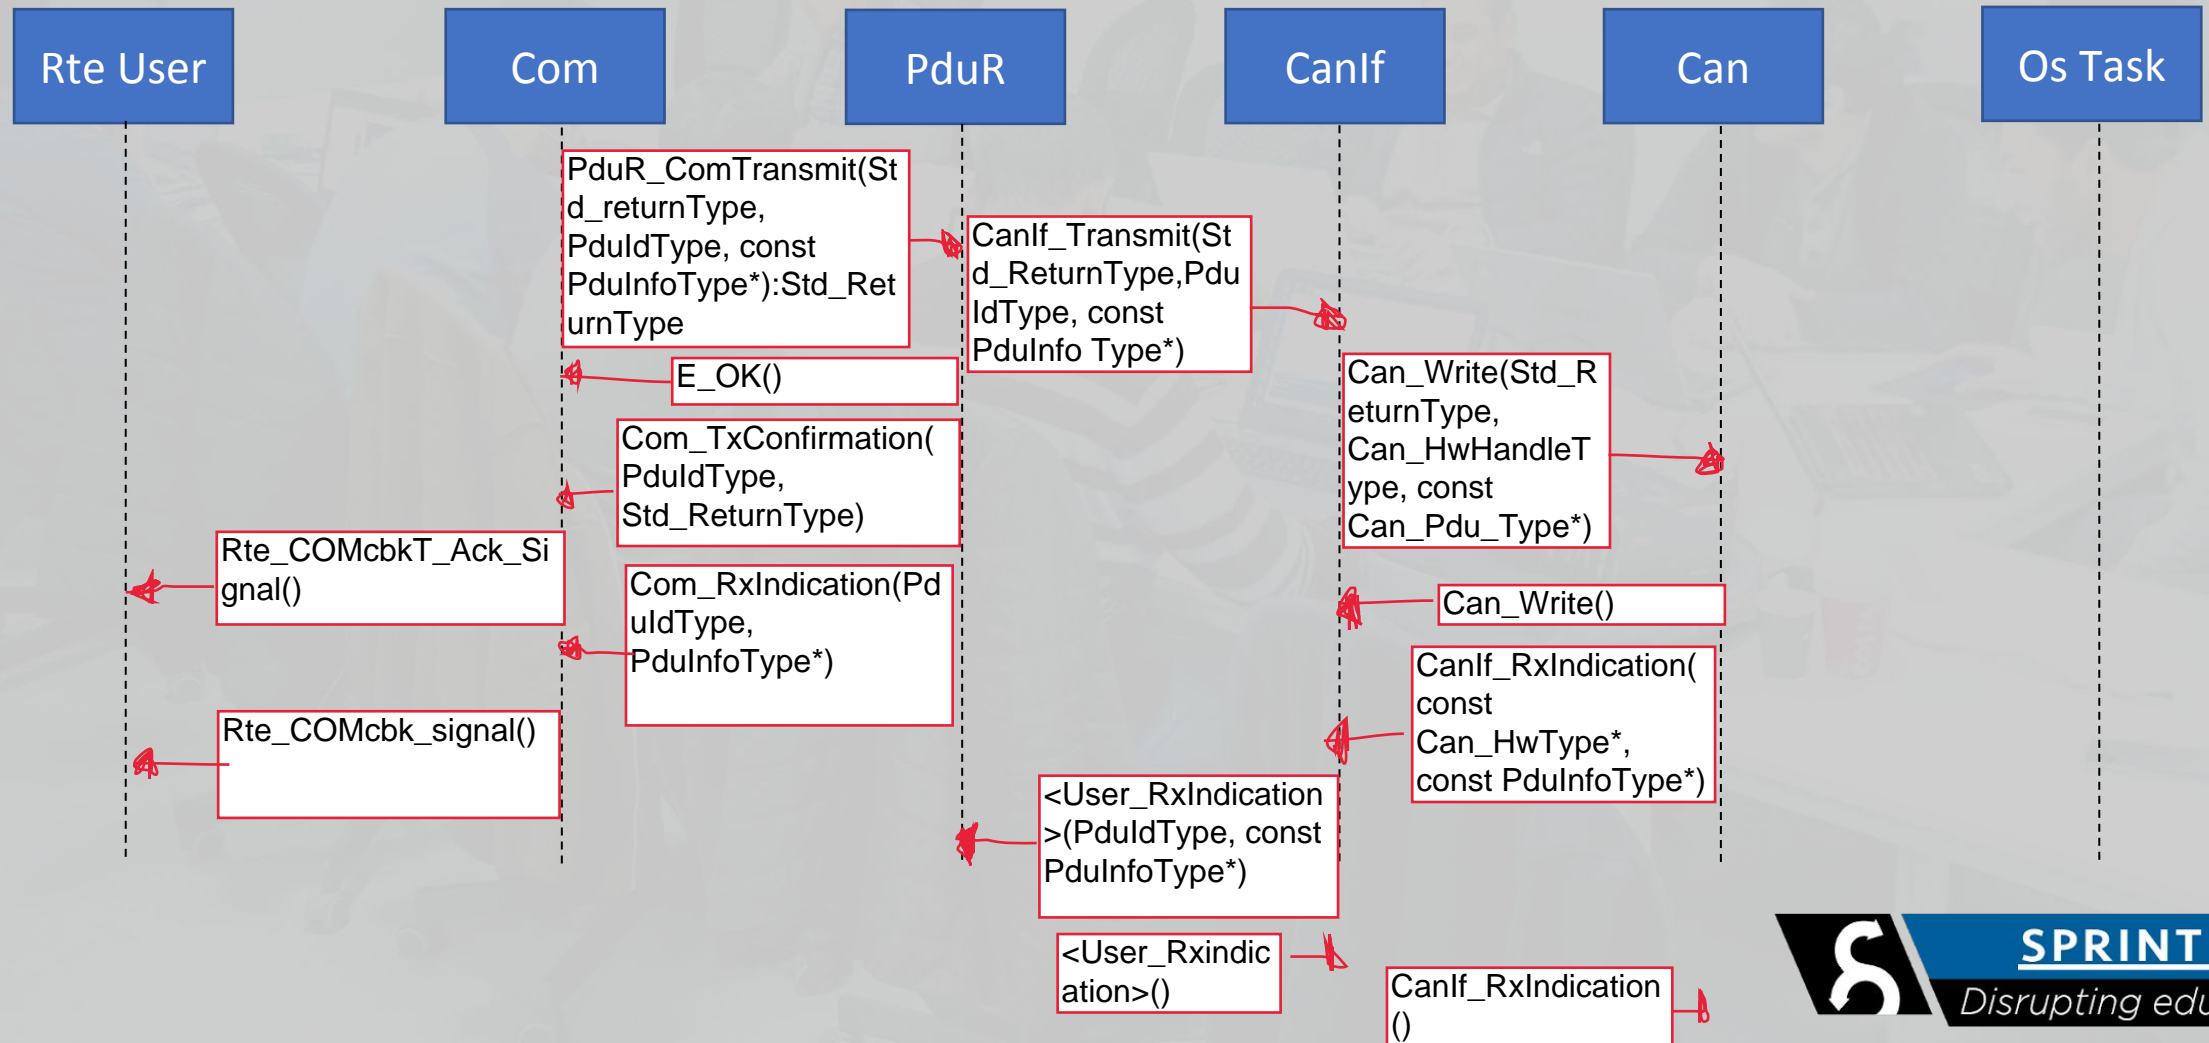 Rte User
Com
PduR
CanIf
Can
Os Task
PduR_ComTransmit(St
d_returnType,
PduIdType, const
PduInfoType*):Std_Ret
urnType
CanIf_Transmit(St
d_ReturnType,Pdu
IdType, const
PduInfo Type*)
E_OK()
Can_Write(Std_R
eturnType,
Can_HwHandleT
ype, const
Can_Pdu_Type*)
Com_TxConfirmation(
PduIdType,
Std_ReturnType)
Rte_COMcbkT_Ack_Si
gnal()
Com_RxIndication(Pd
uIdType,
PduInfoType*)
Can_Write()
CanIf_RxIndication(
const
Can_HwType*,
const PduInfoType*)
Rte_COMcbk_signal()
<User_RxIndication
>(PduIdType, const
PduInfoType*)
<User_Rxindic
ation>()
CanIf_RxIndication
()
SPRINT
Disrupting edu